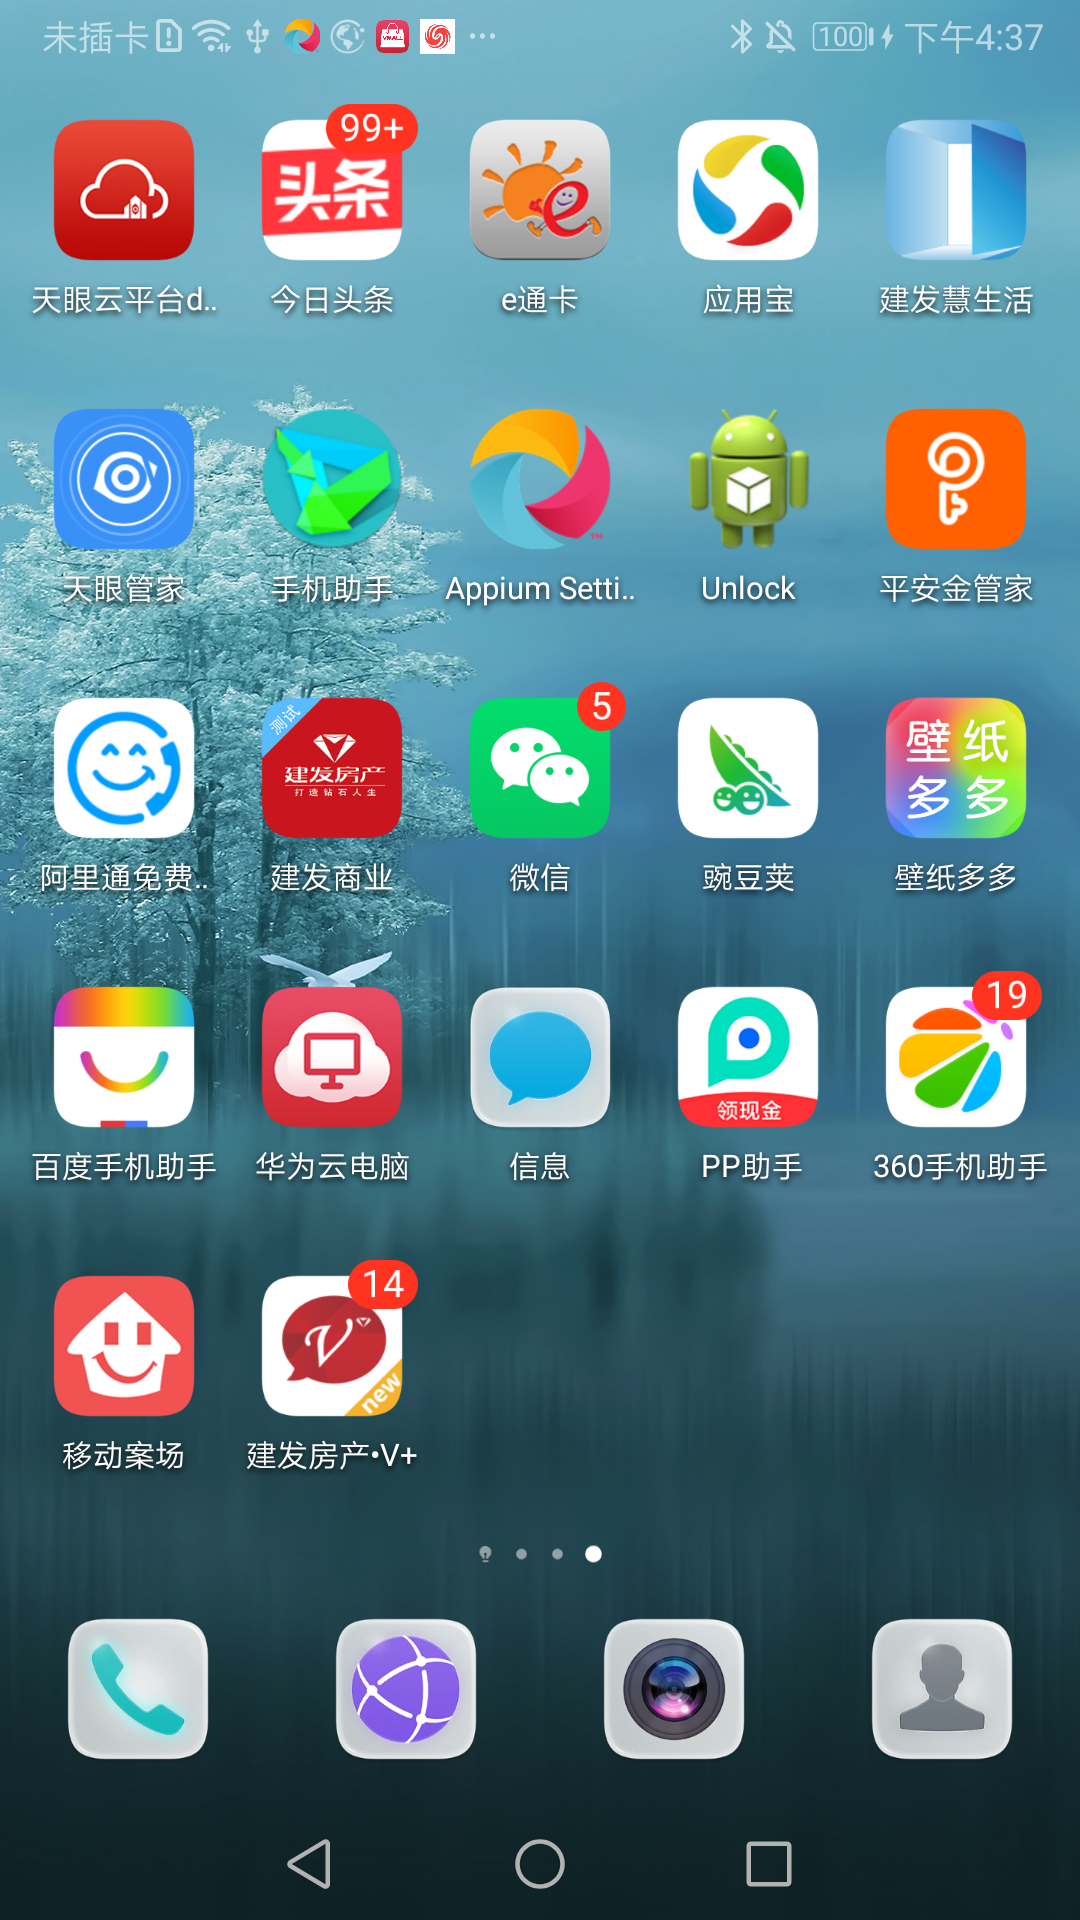 未插卡 VMALL 100 下午4:37
99+
头条
天眼云平台d..
今日头条
e通卡
应用宝
建发慧生活
天眼管家
手机助手
Appium Setti..
Unlock
平安金管家
TM
5
测试
建发房产
打造钻石人生
壁纸
多多
阿里通免费..
建发商业
微信
豌豆荚
壁纸多多
19
领现金
百度手机助手
华为云电脑
信息
PP助手
360手机助手
14
V
new
移动案场
建发房产•V+